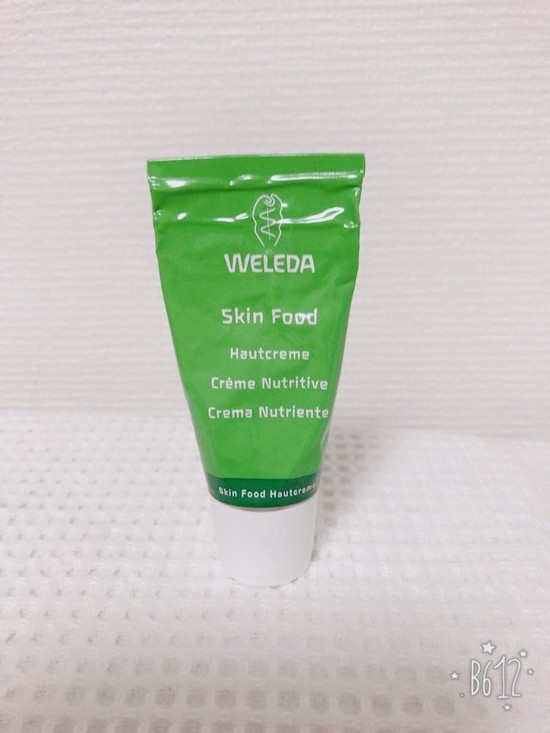 WELEDA
Skin Food
Hautcreme
Crème Nutritive
Crema Nutriente
Skin Food Hautcreme
B612